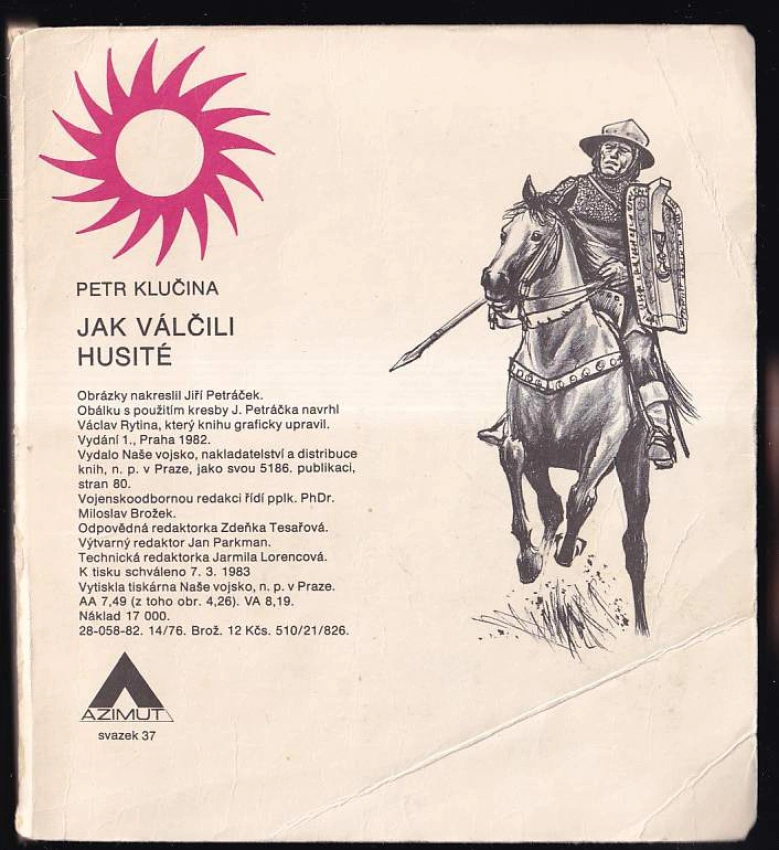 PETR KLUČINA
JAK VÁLČILI
HUSITÉ
Obrázky nakreslil Jiří Petráček.
Obálku s použitím kresby J. Petráčka navrhl
Václav Rytina, který knihu graficky upravil.
Vydání 1., Praha 1982.
Vydalo Naše vojsko, nakladatelství a distribuce
knih, n. p. v Praze, jako svou 5186. publikaci,
stran 80.
Vojenskoodbornou redakci řídí pplk. PhDr.
Miloslav Brožek.
Odpovědná redaktorka Zdeňka Tesařová.
Výtvarný redaktor Jan Parkman.
Technická redaktorka Jarmila Lorencová.
K tisku schváleno 7. 3. 1983
Vytiskla tiskárna Naše vojsko, n. p. v Praze.
AA 7,49 (z toho obr. 4,26). VA 8,19.
Náklad 17 000.
28-058-82. 14/76. Brož. 12 Kčs. 510/21/826.
AZIMUT
svazek 37